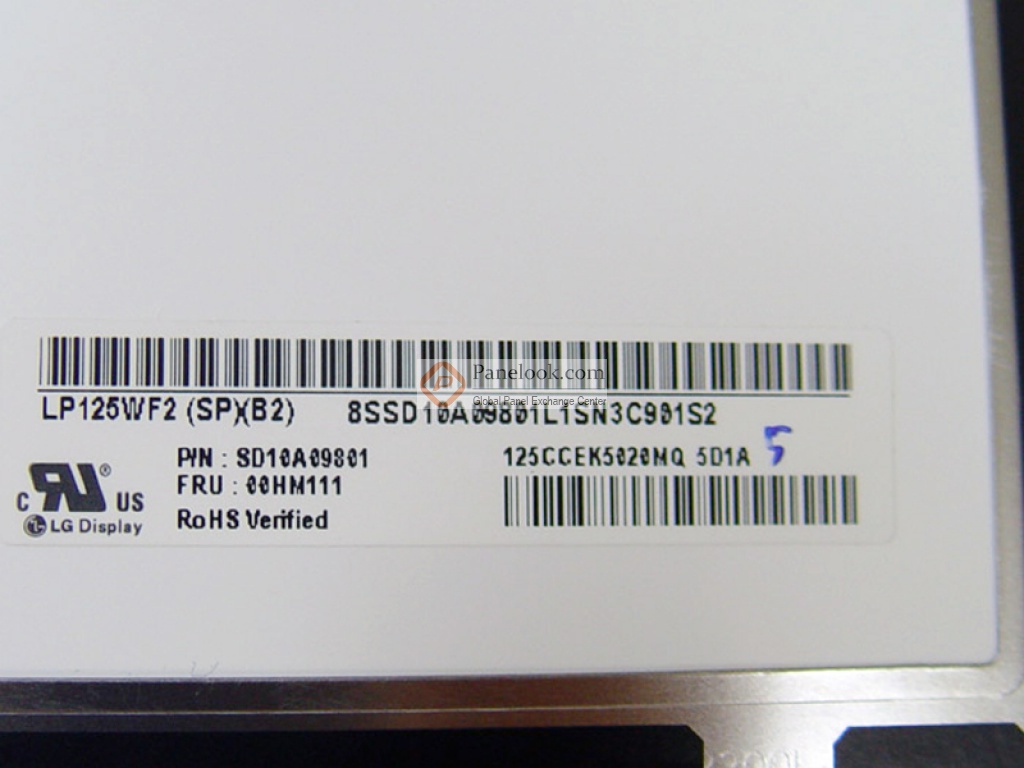 Panelook.com
Global Panel Exchange Center
LP125WF2 (SP)(B2) 8SSD10A09801L1SN3C901S2
P/N : SD10A09801
FRU : 00HM111
RoHS Verified
125CCEK5020MQ 5D1A 5
C US ®
LG Display